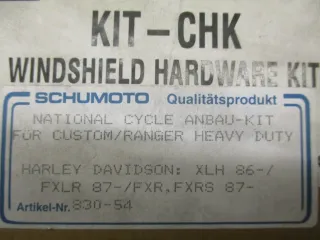 KIT-CHK
WINDSHIELD HARDWARE KIT
SCHUMOTO Qualitätsprodukt
NATIONAL CYCLE ANBAU-KIT
FÜR CUSTOM/RANGER HEAVY DUTY
HARLEY DAVIDSON: XLH 86-/
FXLR 87-/FXR,FXRS 87-
Artikel-Nr. 830-54